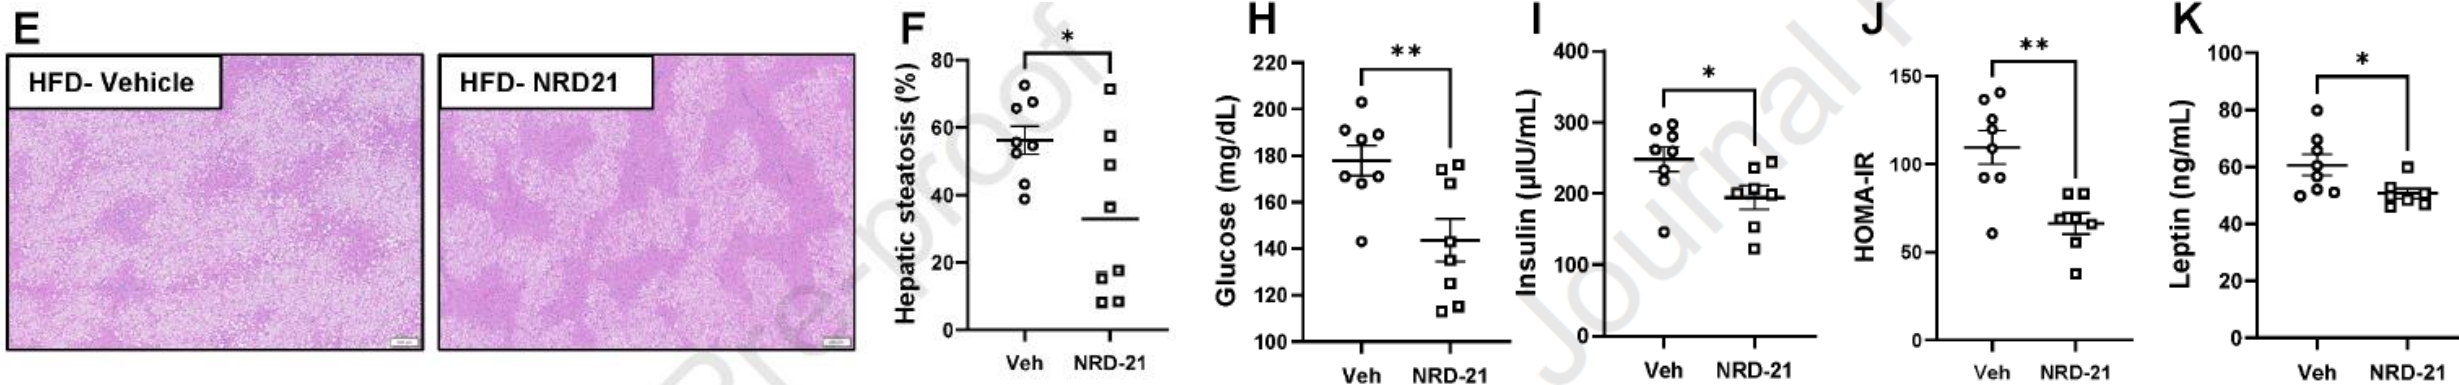 E
HFD- Vehicle
HFD- NRD21
F
Hepatic steatosis (%)
80
60
40
20
0
*
Veh NRD-21
H
Glucose (mg/dL)
220
200
180
160
140
120
100
**
Veh NRD-21
I
Insulin (µIU/mL)
400
300
200
100
0
*
Veh NRD-21
J
HOMA-IR
150
100
50
0
**
Veh NRD-21
K
Leptin (ng/mL)
100
80
60
40
20
0
*
Veh NRD-21
Pre-proof
Journal P